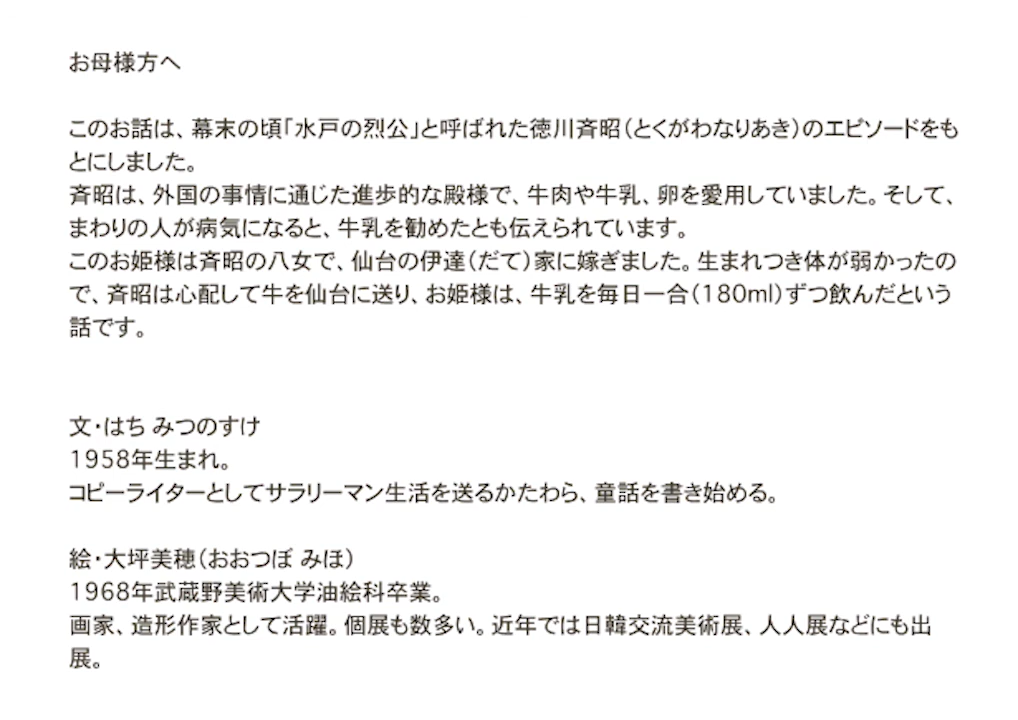 お母様方へ
このお話は、幕末の頃「水戸の烈公」と呼ばれた徳川斉昭（とくがわなりあき）のエピソードをも
とにしました。
斉昭は、外国の事情に通じた進歩的な殿様で、牛肉や牛乳、卵を愛用していました。そして、
まわりの人が病気になると、牛乳を勧めたとも伝えられています。
このお姫様は斉昭の八女で、仙台の伊達（だて）家に嫁ぎました。生まれつき体が弱かったの
で、斉昭は心配して牛を仙台に送り、お姫様は、牛乳を毎日一合（180ml）ずつ飲んだという
話です。
文・はち みつのすけ
1958年生まれ。
コピーライターとしてサラリーマン生活を送るかたわら、童話を書き始める。
絵・大坪美穂（おおつぼ みほ）
1968年武蔵野美術大学油絵科卒業。
画家、造形作家として活躍。個展も数多い。近年では日韓交流美術展、人人展などにも出
展。